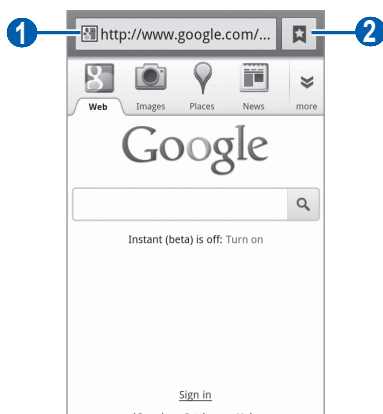 1 http://www.google.com/... 2
Web Images Places News more
Google
Instant (beta) is off: Turn on
Sign in